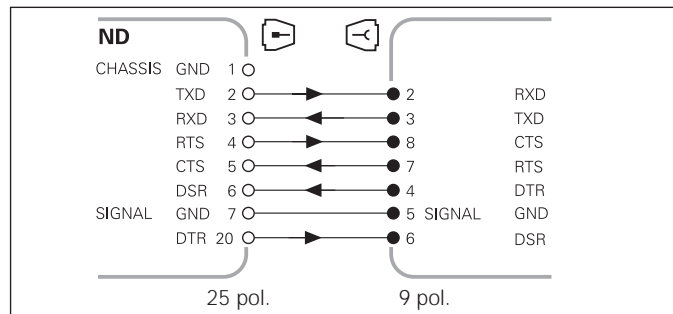 ND
CHASSIS GND 1
TXD 2 2 RXD
RXD 3 3 TXD
RTS 4 8 CTS
CTS 5 7 RTS
DSR 6 4 DTR
SIGNAL GND 7 5 SIGNAL GND
DTR 20 6 DSR
25 pol. 9 pol.